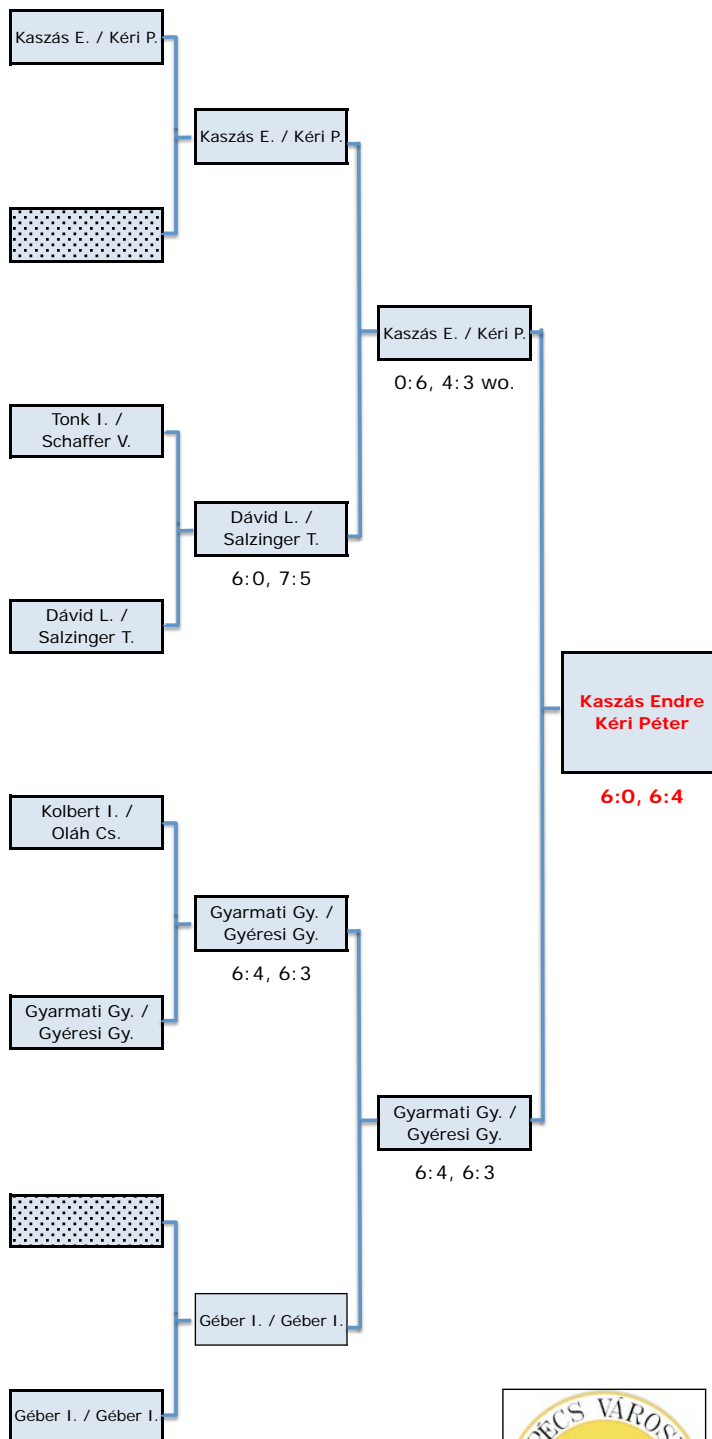 Kaszás E. / Kéri P.
Kaszás E. / Kéri P.
Kaszás E. / Kéri P.
0:6, 4:3 wo.
Tonk I. /
Schaffer V.
Dávid L. /
Salzinger T.
6:0, 7:5
Dávid L. /
Salzinger T.
Kaszás Endre
Kéri Péter
6:0, 6:4
Kolbert I. /
Oláh Cs.
Gyarmati Gy. /
Gyéresi Gy.
6:4, 6:3
Gyarmati Gy. /
Gyéresi Gy.
Gyarmati Gy. /
Gyéresi Gy.
6:4, 6:3
Géber I. / Géber I.
Géber I. / Géber I.
PÉCS VÁROS